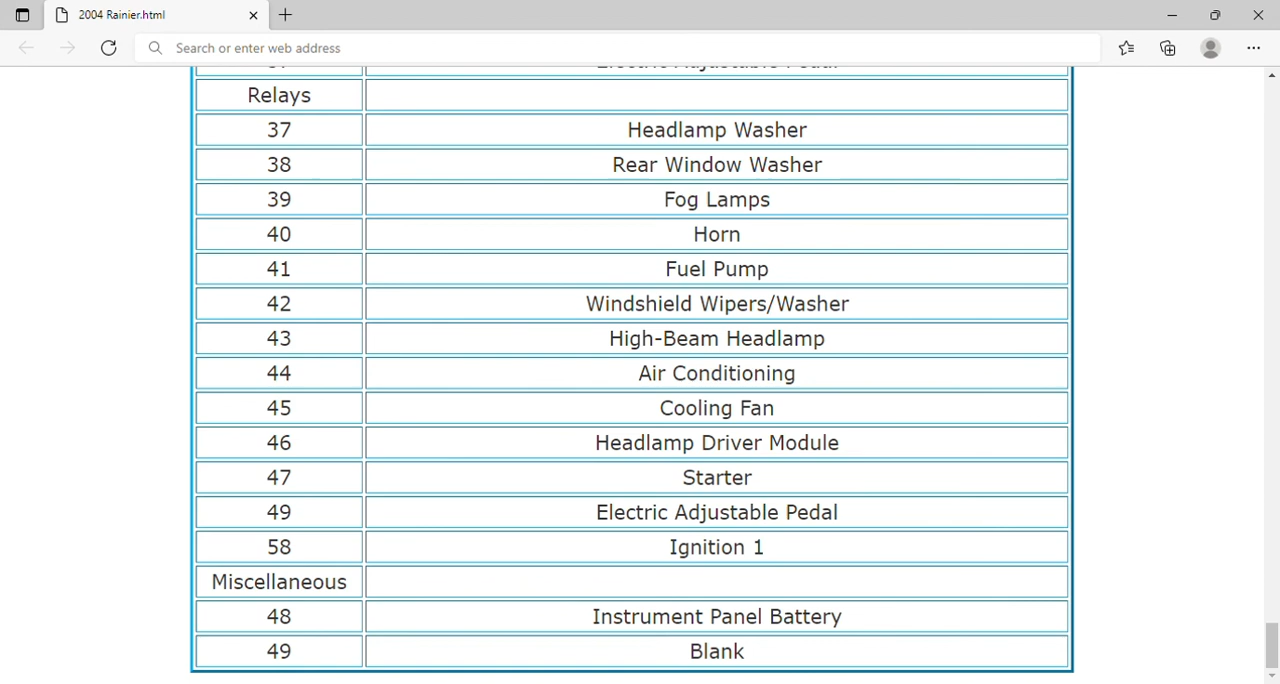 2004 Rainier.html
Search or enter web address
Relays
37 Headlamp Washer
38 Rear Window Washer
39 Fog Lamps
40 Horn
41 Fuel Pump
42 Windshield Wipers/Washer
43 High-Beam Headlamp
44 Air Conditioning
45 Cooling Fan
46 Headlamp Driver Module
47 Starter
49 Electric Adjustable Pedal
58 Ignition 1
Miscellaneous
48 Instrument Panel Battery
49 Blank